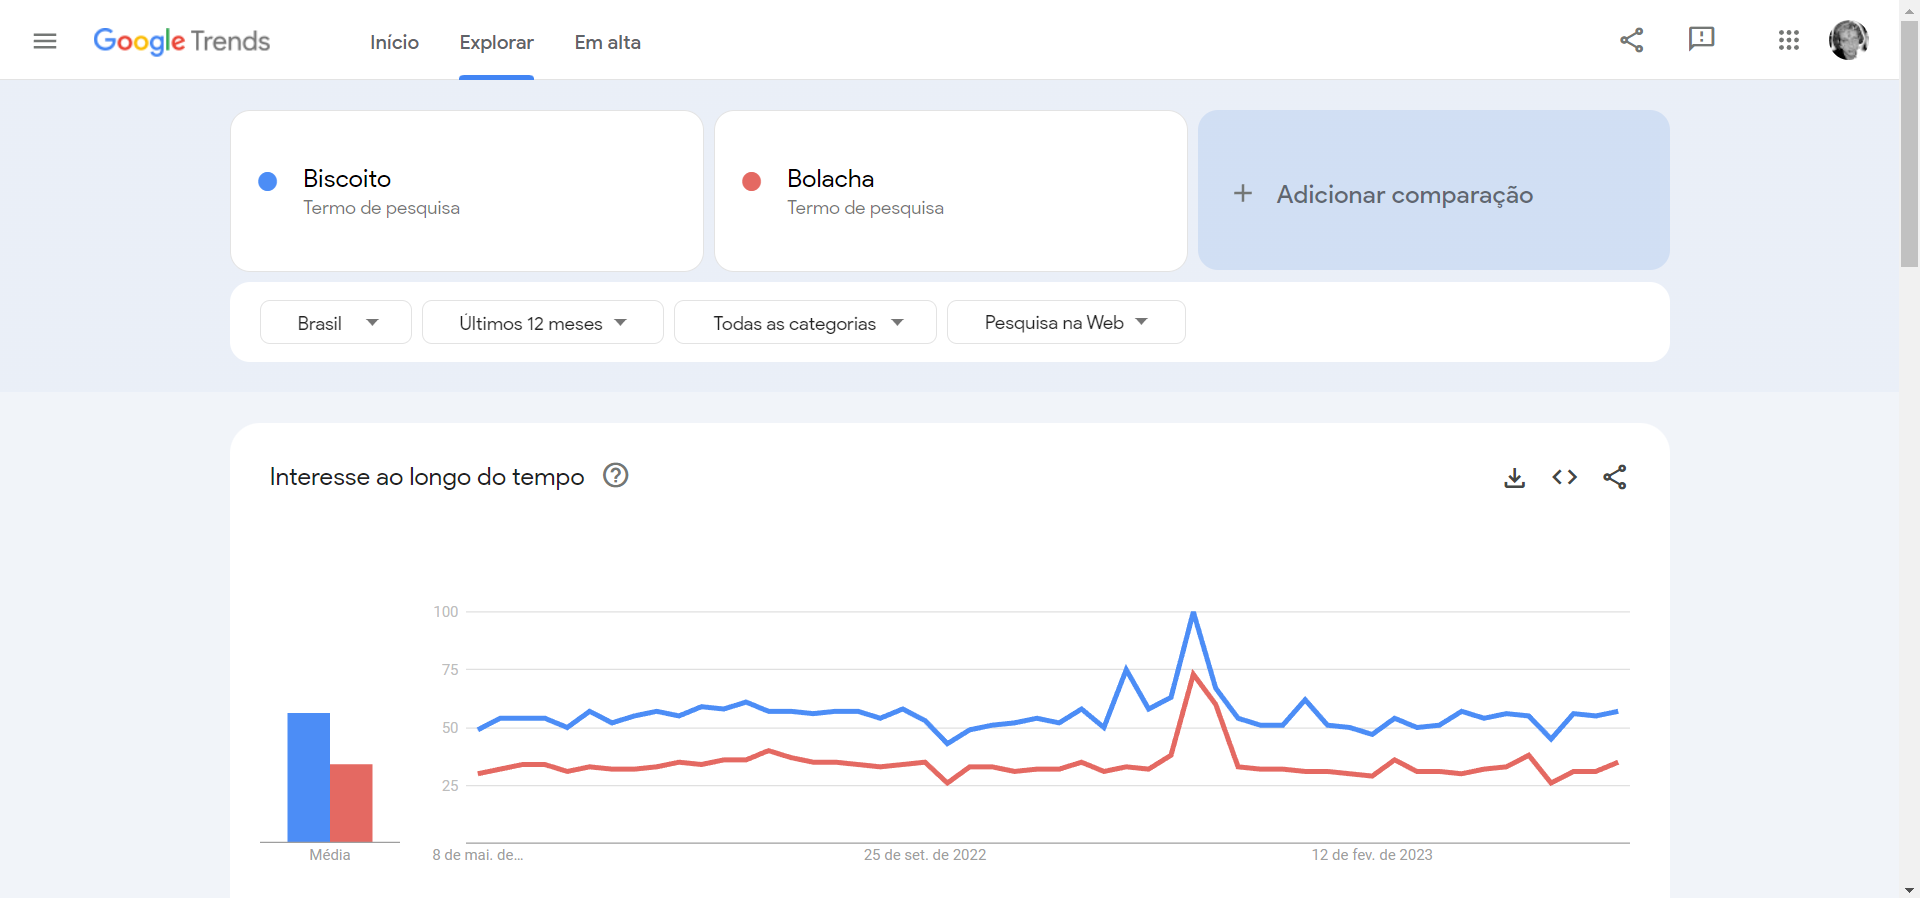 Google Trends
Início
Explorar
Em alta
Biscoito
Termo de pesquisa
Bolacha
Termo de pesquisa
+ Adicionar comparação
Brasil
Últimos 12 meses
Todas as categorias
Pesquisa na Web
Interesse ao longo do tempo
100
75
50
25
Média
8 de mai. de...
25 de set. de 2022
12 de fev. de 2023